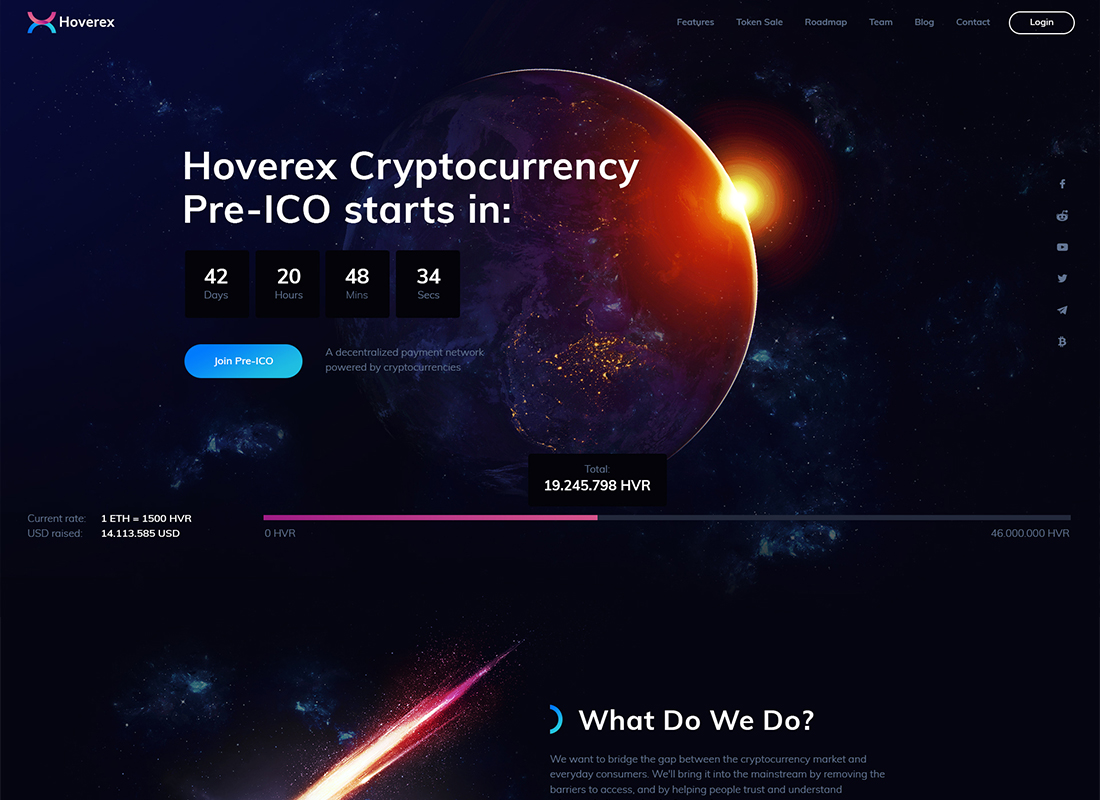 Hoverex
Features
Token Sale
Roadmap
Team
Blog
Contact
Login
Hoverex Cryptocurrency
Pre-ICO starts in:
42
Days
20
Hours
48
Mins
34
Secs
Join Pre-ICO
A decentralized payment network
powered by cryptocurrencies
Total:
19.245.798 HVR
Current rate: 1 ETH = 1500 HVR
USD raised: 14.113.585 USD
0 HVR
46.000.000 HVR
What Do We Do?
We want to bridge the gap between the cryptocurrency market and
everyday consumers. We'll bring it into the mainstream by removing the
barriers to access, and by helping people trust and understand